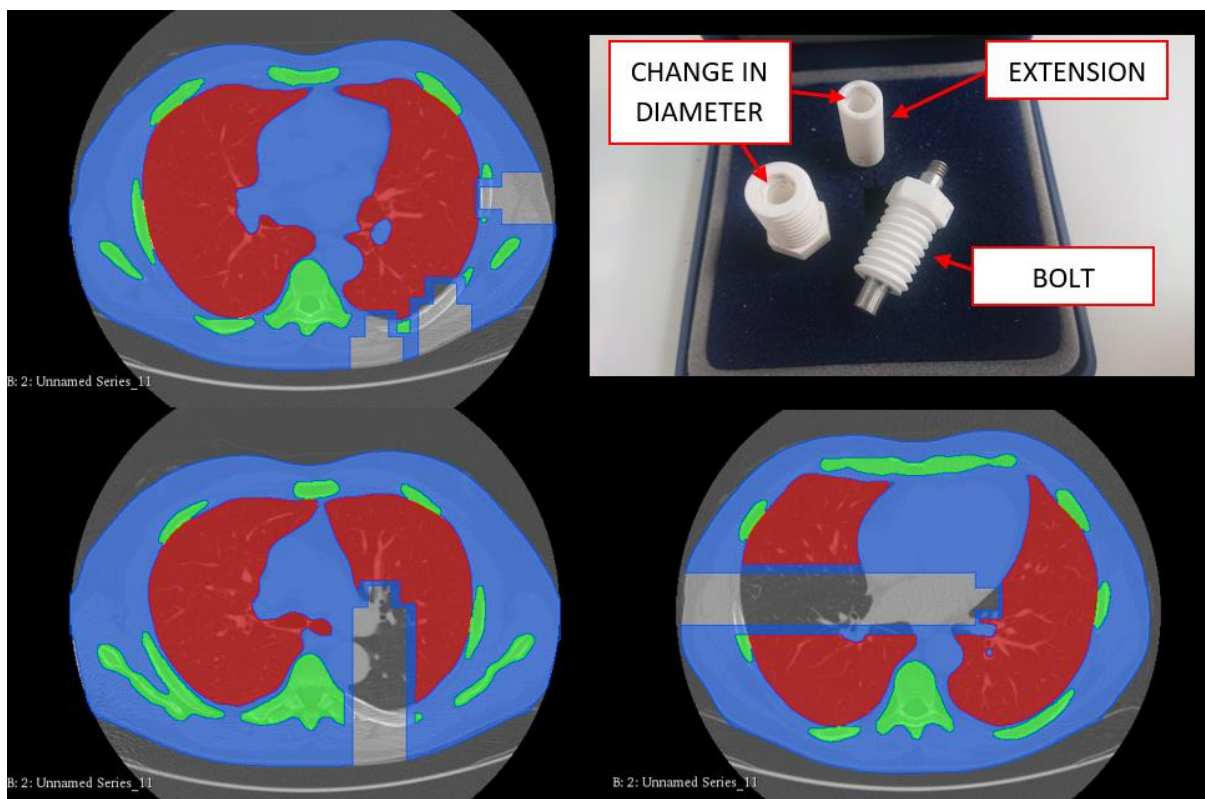 CHANGE IN
DIAMETER
EXTENSION
BOLT
B: 2: Unnamed Series_11
B: 2: Unnamed Series_11
B: 2: Unnamed Series_11